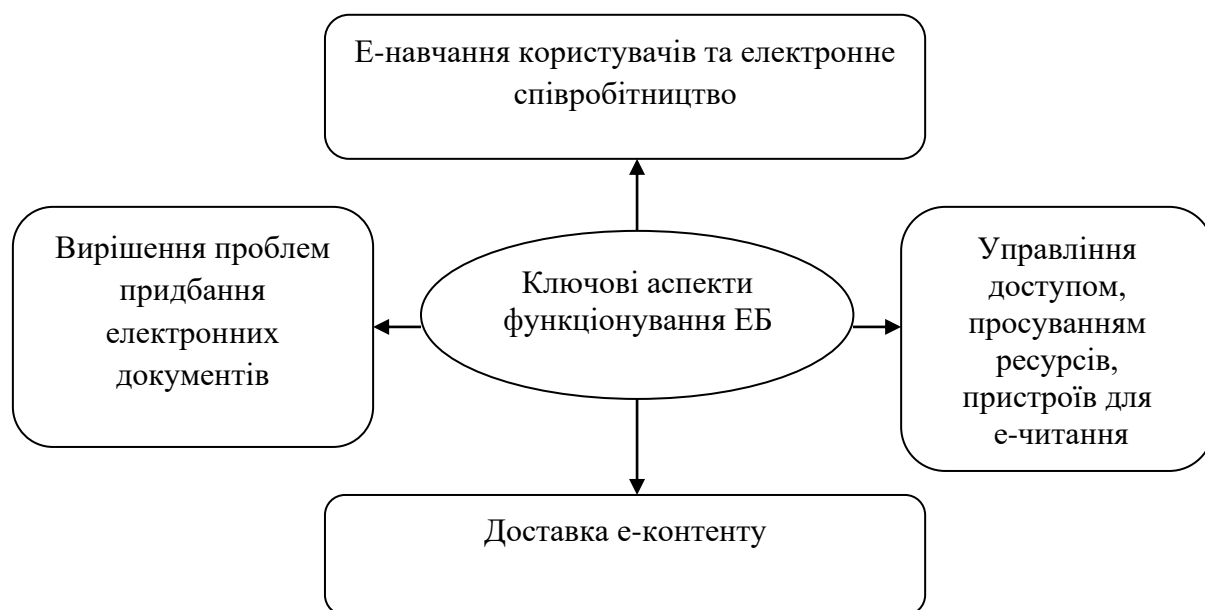 Е-навчання користувачів та електронне
співробітництво
Вирішення проблем
придбання
електронних
документів
Ключові аспекти
функціонування ЕБ
Управління
доступом,
просуванням
ресурсів,
пристроїв для
е-читання
Доставка е-контенту